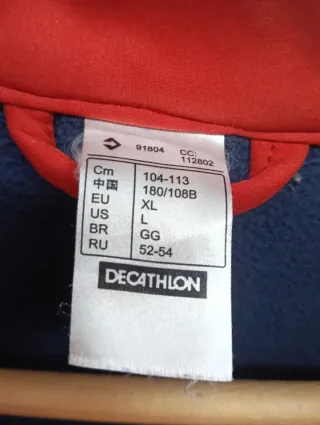 91804 CC:
112802
Cm 104-113
中国 180/108B
EU XL
US L
BR GG
RU 52-54
DECATHLON